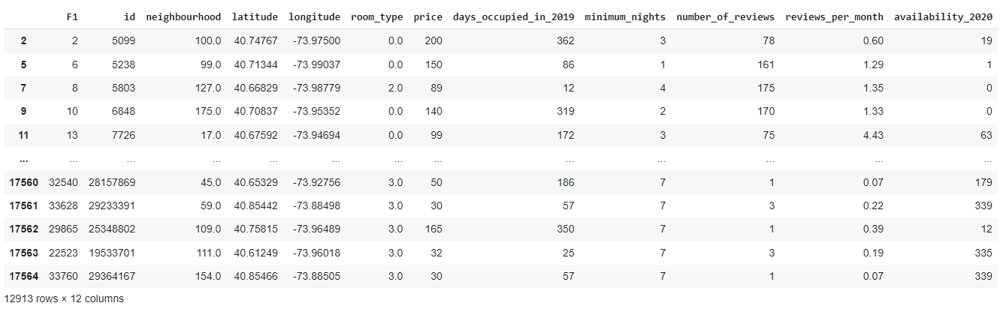 F1 id neighbourhood latitude longitude room_type price days_occupied_in_2019 minimum_nights number_of_reviews reviews_per_month availability_2020
2 2 5099 100.0 40.74767 -73.97500 0.0 200 362 3 78 0.60 19
5 6 5238 99.0 40.71344 -73.99037 0.0 150 86 1 161 1.29 1
7 8 5803 127.0 40.66829 -73.98779 2.0 89 12 4 175 1.35 0
9 10 6848 175.0 40.70837 -73.95352 0.0 140 319 2 170 1.33 0
11 13 7726 17.0 40.67592 -73.94694 0.0 99 172 3 75 4.43 63
... ... ... ... ... ... ... ... ... ... ... ... ...
17560 32540 28157869 45.0 40.65329 -73.92756 3.0 50 186 7 1 0.07 179
17561 33628 29233391 59.0 40.85442 -73.88498 3.0 30 57 7 3 0.22 339
17562 29865 25348802 109.0 40.75815 -73.96489 3.0 165 350 7 1 0.39 12
17563 22523 19533701 111.0 40.61249 -73.96018 3.0 32 25 7 3 0.19 335
17564 33760 29364167 154.0 40.85466 -73.88505 3.0 30 57 7 1 0.07 339
12913 rows × 12 columns